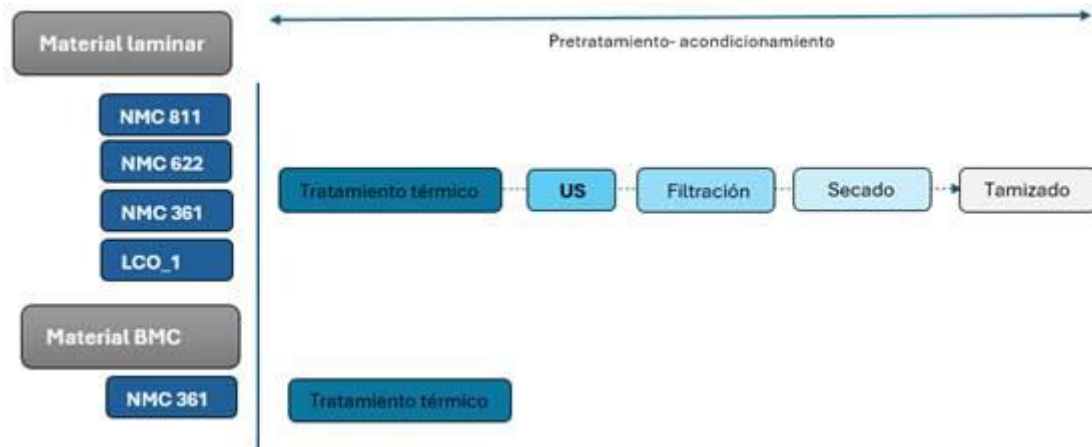 Material laminar
Pretratamiento- acondicionamiento
NMC 811
NMC 622
NMC 361
LCO_1
Tratamiento térmico
US
Filtración
Secado
Tamizado
Material BMC
NMC 361
Tratamiento térmico